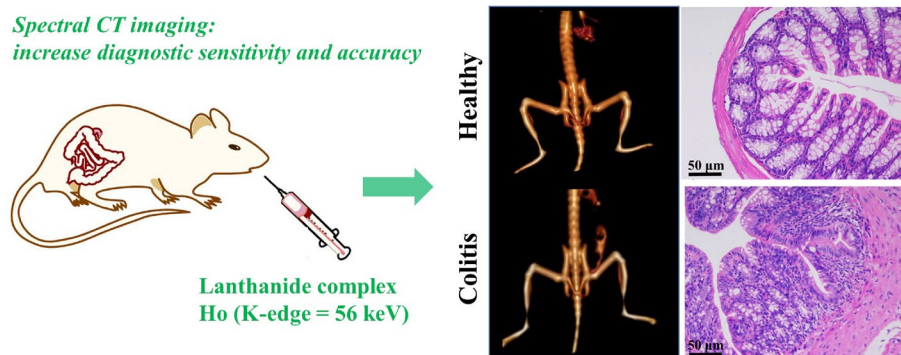 Spectral CT imaging:
increase diagnostic sensitivity and accuracy
Lanthanide complex
Ho (K-edge = 56 keV)
Healthy
50 μm
Colitis
50 μm